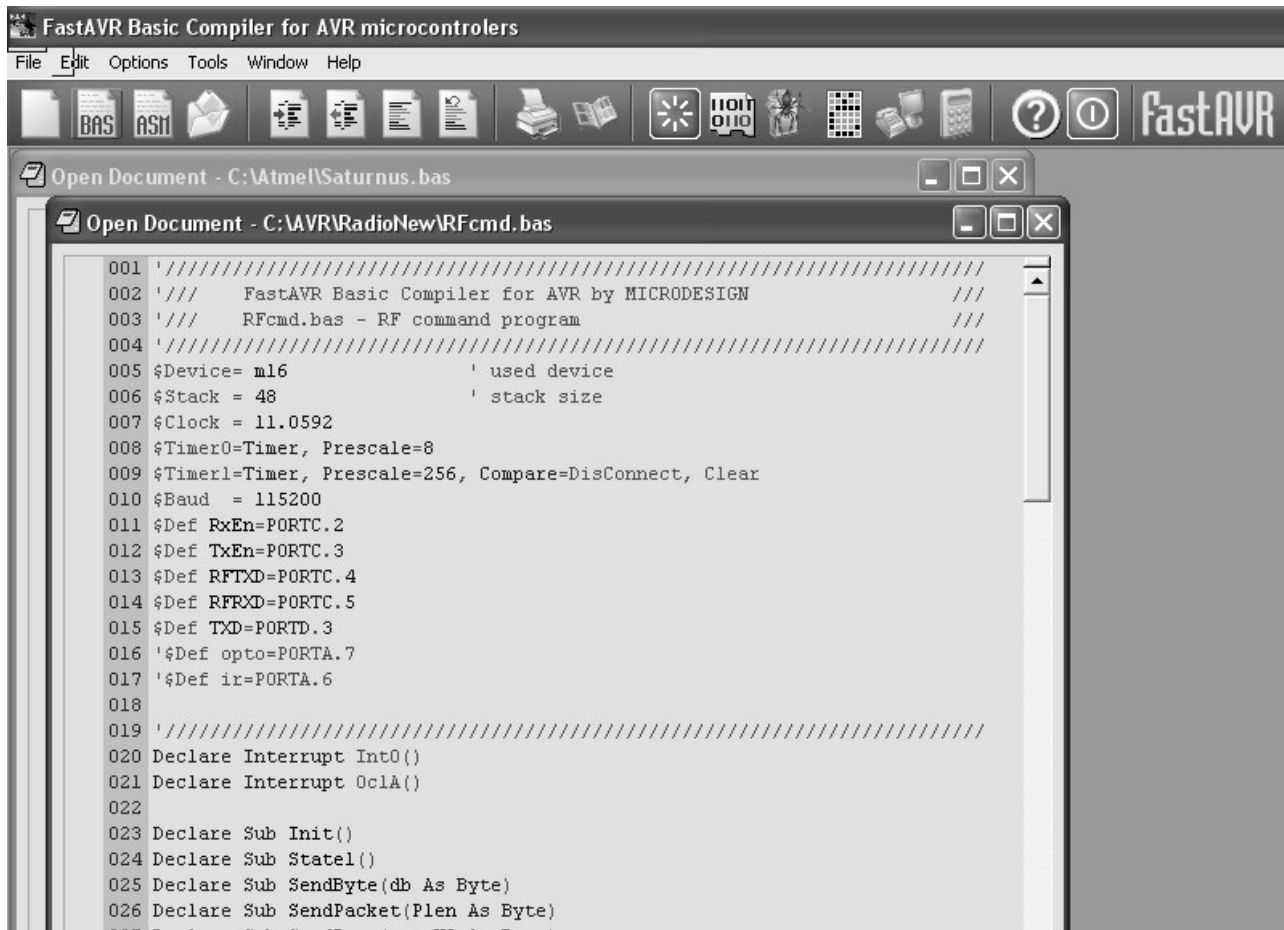 FastAVR Basic Compiler for AVR microcontrolers
File Edit Options Tools Window Help
BAS ASM 11011 0110 ? FastAVR
Open Document - C:\Atmel\Saturnus.bas
Open Document - C:\AVR\RadioNew\RFcmd.bas
001 '///////////////////////////////////////////////////////////////////////
002 '/// FastAVR Basic Compiler for AVR by MICRODESIGN ///
003 '/// RFcmd.bas - RF command program ///
004 '///////////////////////////////////////////////////////////////////////
005 $Device= m16 ' used device
006 $Stack = 48 ' stack size
007 $Clock = 11.0592
008 $Timer0=Timer, Prescale=8
009 $Timer1=Timer, Prescale=256, Compare=DisConnect, Clear
010 $Baud = 115200
011 $Def RxEn=PORTC.2
012 $Def TxEn=PORTC.3
013 $Def RFTXD=PORTC.4
014 $Def RFRXD=PORTC.5
015 $Def TXD=PORTD.3
016 '$Def opto=PORTA.7
017 '$Def ir=PORTA.6
018
019 '///////////////////////////////////////////////////////////////////////
020 Declare Interrupt Int0()
021 Declare Interrupt Oc1A()
022
023 Declare Sub Init()
024 Declare Sub State1()
025 Declare Sub SendByte(db As Byte)
026 Declare Sub SendPacket(Plen As Byte)